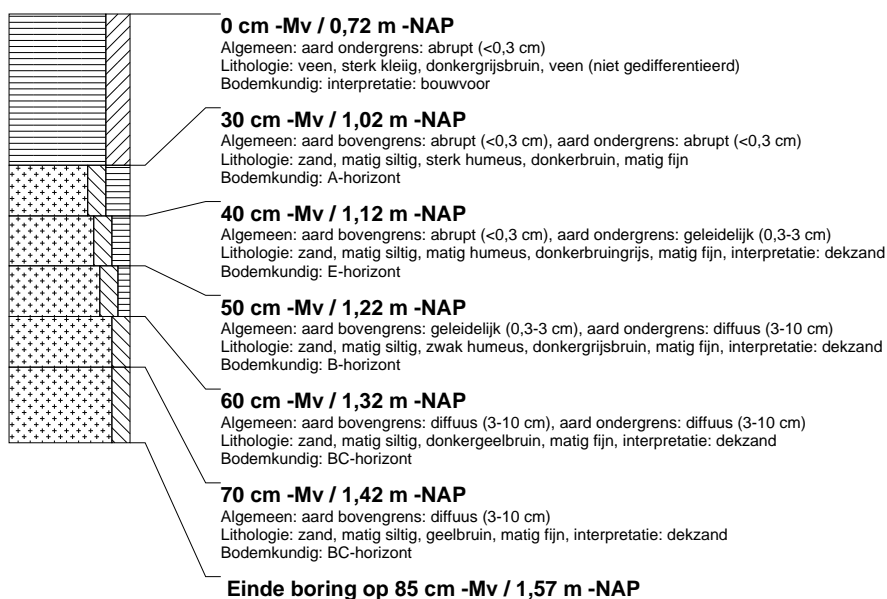 0 cm -Mv / 0,72 m -NAP
Algemeen: aard ondergrens: abrupt (<0,3 cm)
Lithologie: veen, sterk kleiig, donkergrijsbruin, veen (niet gedifferentieerd)
Bodemkundig: interpretatie: bouwvoor
30 cm -Mv / 1,02 m -NAP
Algemeen: aard bovengrens: abrupt (<0,3 cm), aard ondergrens: abrupt (<0,3 cm)
Lithologie: zand, matig siltig, sterk humeus, donkerbruin, matig fijn
Bodemkundig: A-horizont
40 cm -Mv / 1,12 m -NAP
Algemeen: aard bovengrens: abrupt (<0,3 cm), aard ondergrens: geleidelijk (0,3-3 cm)
Lithologie: zand, matig siltig, matig humeus, donkerbruingrijs, matig fijn, interpretatie: dekzand
Bodemkundig: E-horizont
50 cm -Mv / 1,22 m -NAP
Algemeen: aard bovengrens: geleidelijk (0,3-3 cm), aard ondergrens: diffuus (3-10 cm)
Lithologie: zand, matig siltig, zwak humeus, donkergrijsbruin, matig fijn, interpretatie: dekzand
Bodemkundig: B-horizont
60 cm -Mv / 1,32 m -NAP
Algemeen: aard bovengrens: diffuus (3-10 cm), aard ondergrens: diffuus (3-10 cm)
Lithologie: zand, matig siltig, donkergeelbruin, matig fijn, interpretatie: dekzand
Bodemkundig: BC-horizont
70 cm -Mv / 1,42 m -NAP
Algemeen: aard bovengrens: diffuus (3-10 cm)
Lithologie: zand, matig siltig, geelbruin, matig fijn, interpretatie: dekzand
Bodemkundig: BC-horizont
Einde boring op 85 cm -Mv / 1,57 m -NAP